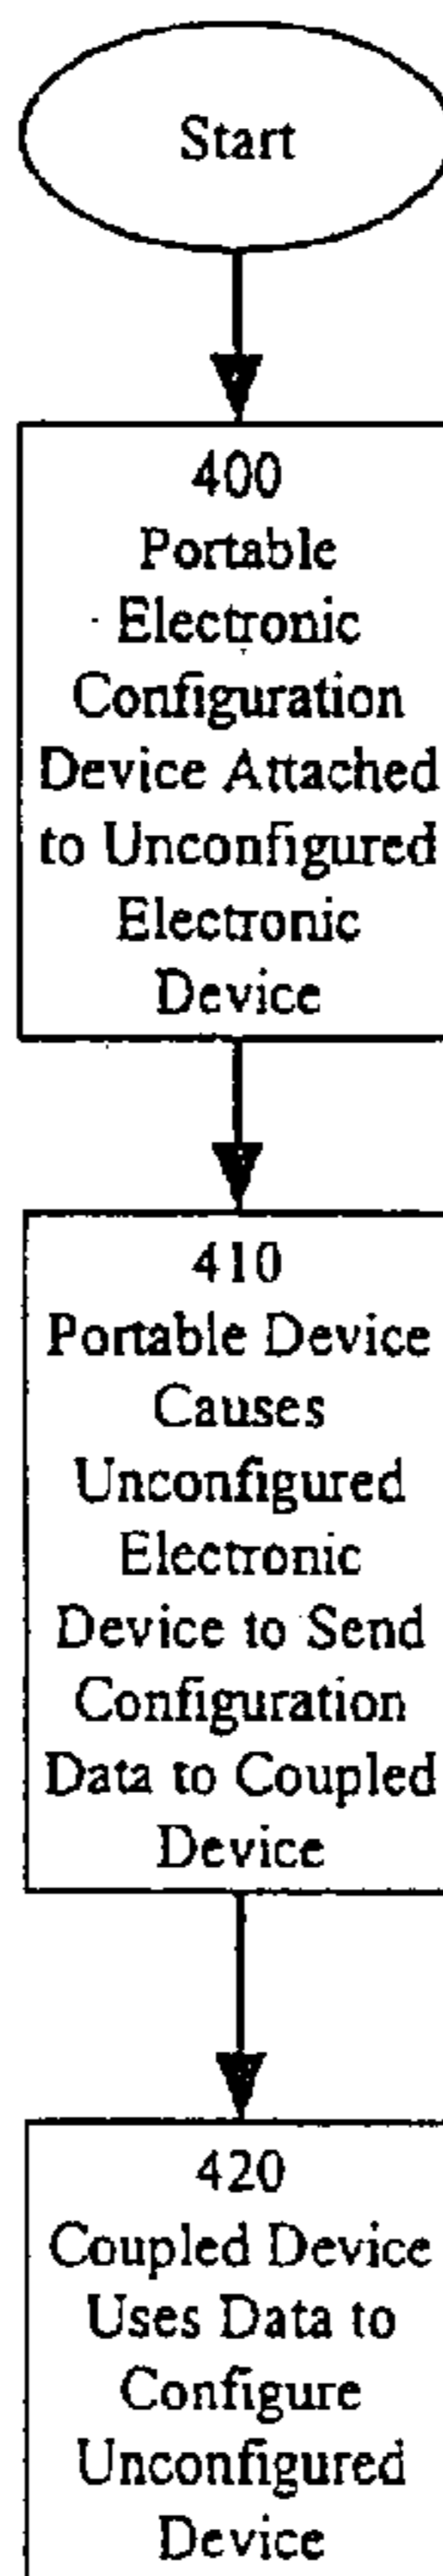 Start
400
Portable
Electronic
Configuration
Device Attached
to Unconfigured
Electronic
Device
410
Portable Device
Causes
Unconfigured
Electronic
Device to Send
Configuration
Data to Coupled
Device
420
Coupled Device
Uses Data to
Configure
Unconfigured
Device